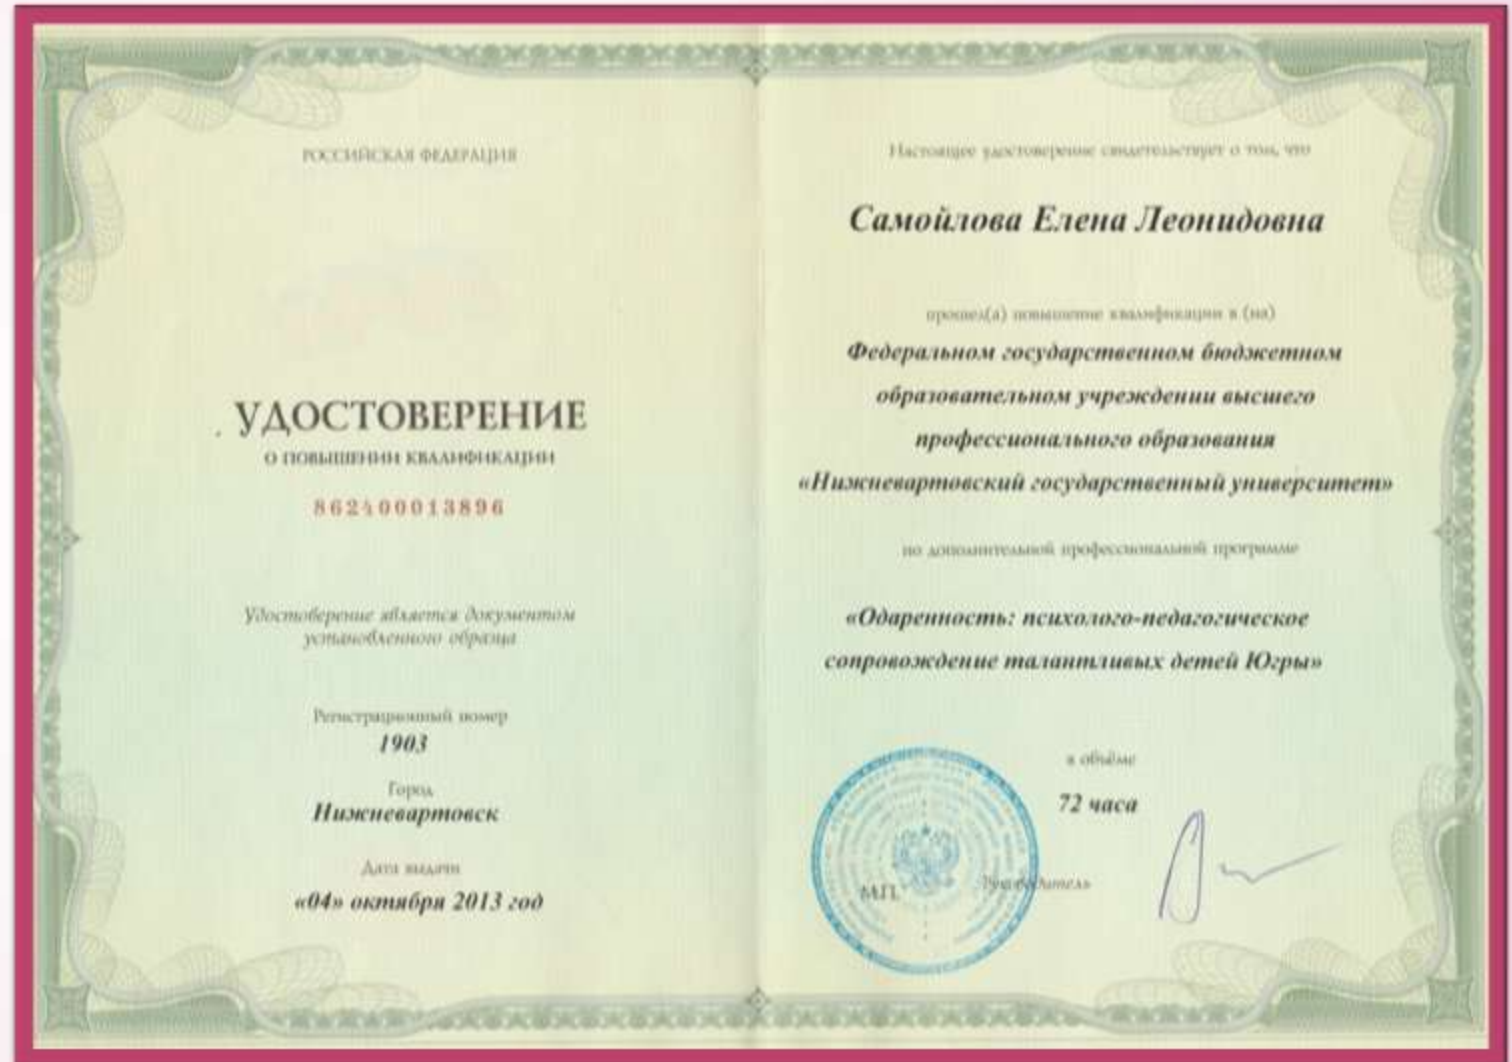 РОССИЙСКАЯ ФЕДЕРАЦИЯ
УДОСТОВЕРЕНИЕ
О ПОВЫШЕНИИ КВАЛИФИКАЦИИ
862400013896
Удостоверение является документом
установленного образца
Регистрационный номер
1903
Город
Нижневартовск
Дата выдачи
«04» октября 2013 год
Настоящее удостоверение свидетельствует о том, что
Самойлова Елена Леонидовна
прошел(а) повышение квалификации в (на)
Федеральном государственном бюджетном
образовательном учреждении высшего
профессионального образования
«Нижневартовский государственный университет»
по дополнительной профессиональной программе
«Одаренность: психолого-педагогическое
сопровождение талантливых детей Югры»
в объёме
72 часа
М.П.
Руководитель